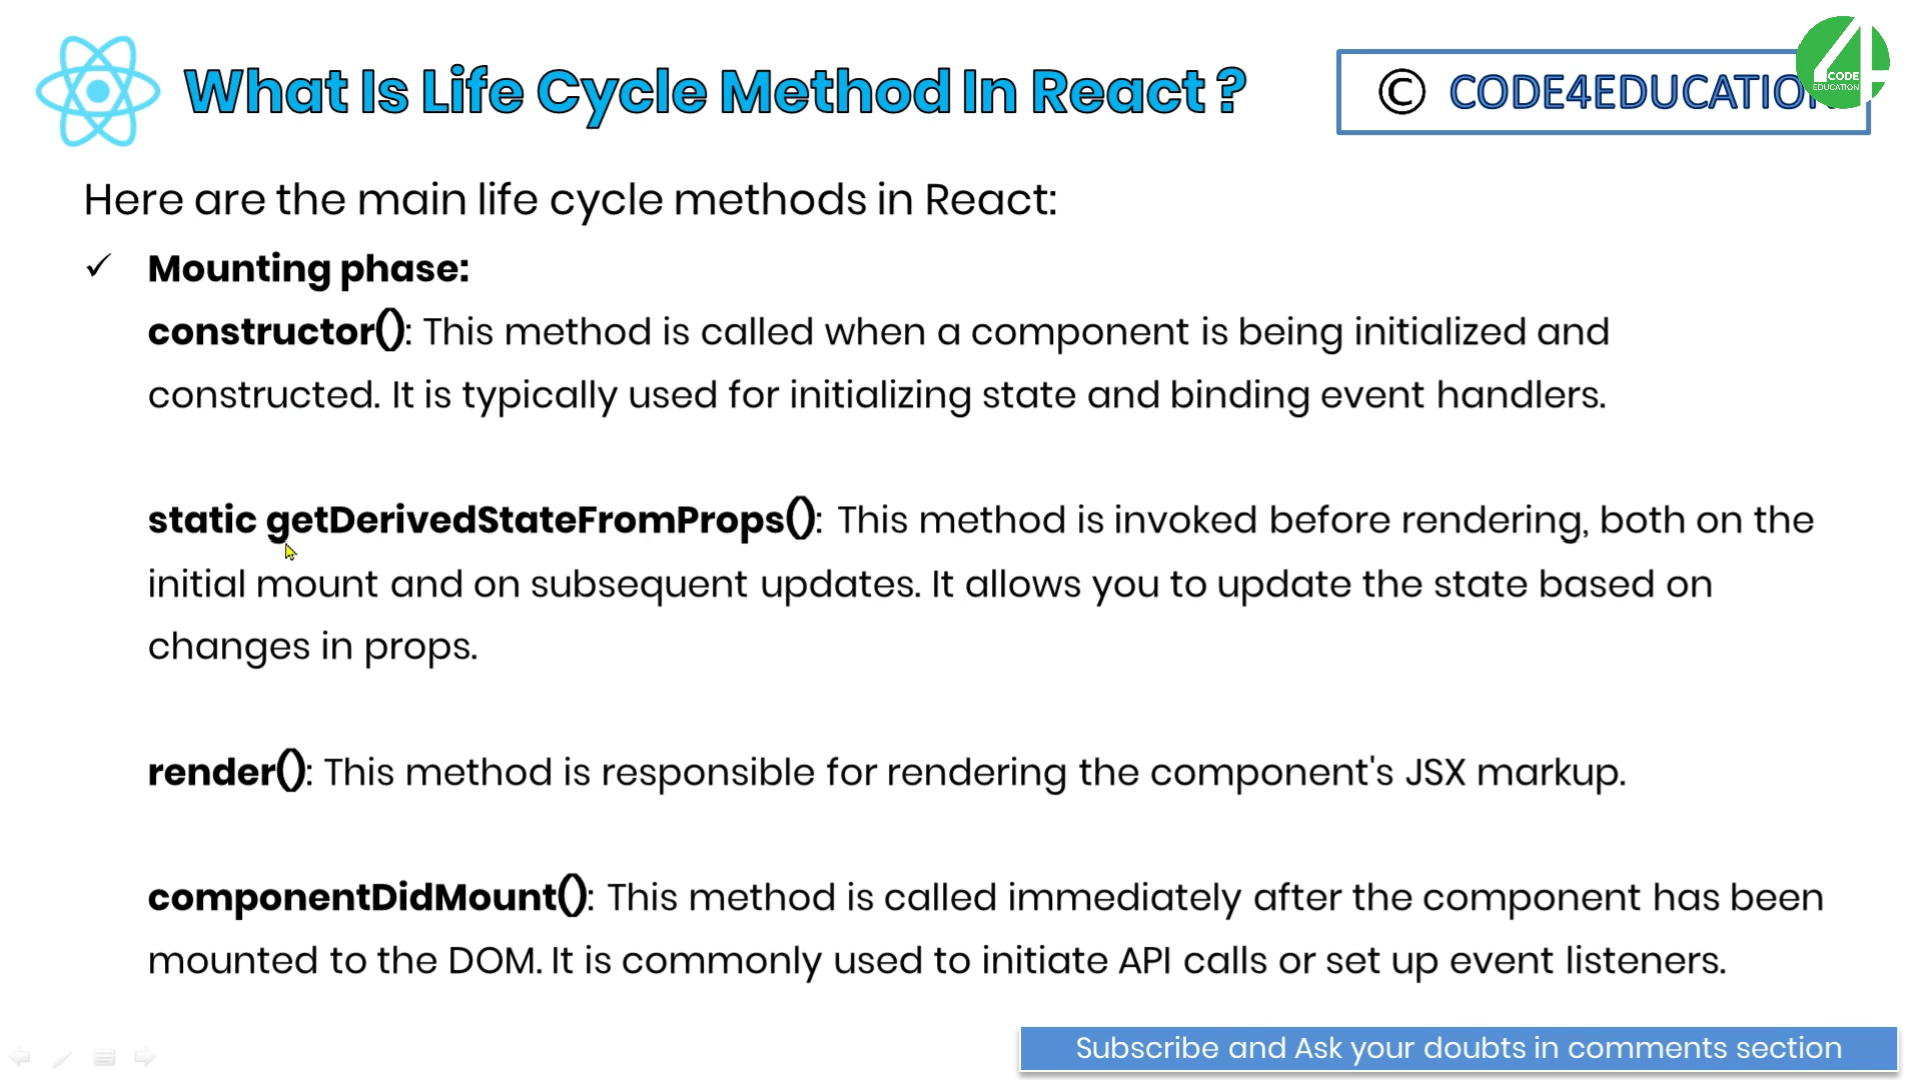 What Is Life Cycle Method In React ?
© CODE4EDUCATION
CODE
EDUCATION
Here are the main life cycle methods in React:
✓ Mounting phase:
constructor(): This method is called when a component is being initialized and
constructed. It is typically used for initializing state and binding event handlers.
static getDerivedStateFromProps(): This method is invoked before rendering, both on the
initial mount and on subsequent updates. It allows you to update the state based on
changes in props.
render(): This method is responsible for rendering the component's JSX markup.
componentDidMount(): This method is called immediately after the component has been
mounted to the DOM. It is commonly used to initiate API calls or set up event listeners.
Subscribe and Ask your doubts in comments section